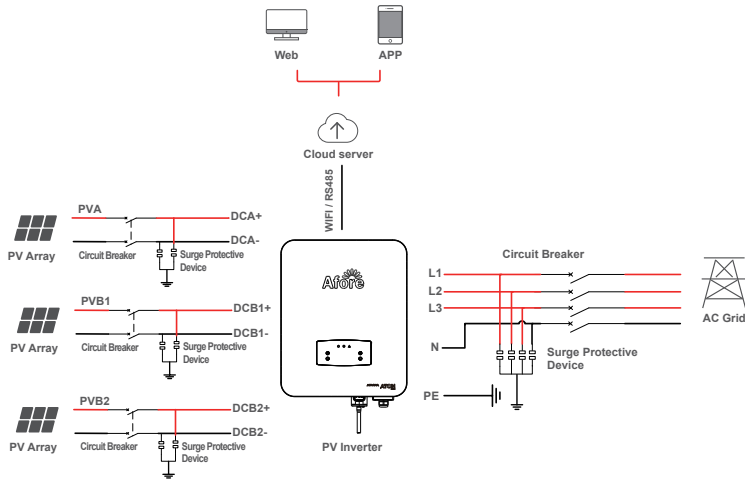 Web
APP
Cloud server
WIFI / RS485
PVA
DCA+
DCA-
PV Array
Circuit Breaker
Surge Protective
Device
PVB1
DCB1+
DCB1-
PV Array
Circuit Breaker
Surge Protective
Device
PVB2
DCB2+
DCB2-
PV Array
Circuit Breaker
Surge Protective
Device
Afore
PV Inverter
Circuit Breaker
L1
L2
L3
N
PE
Surge Protective
Device
AC Grid